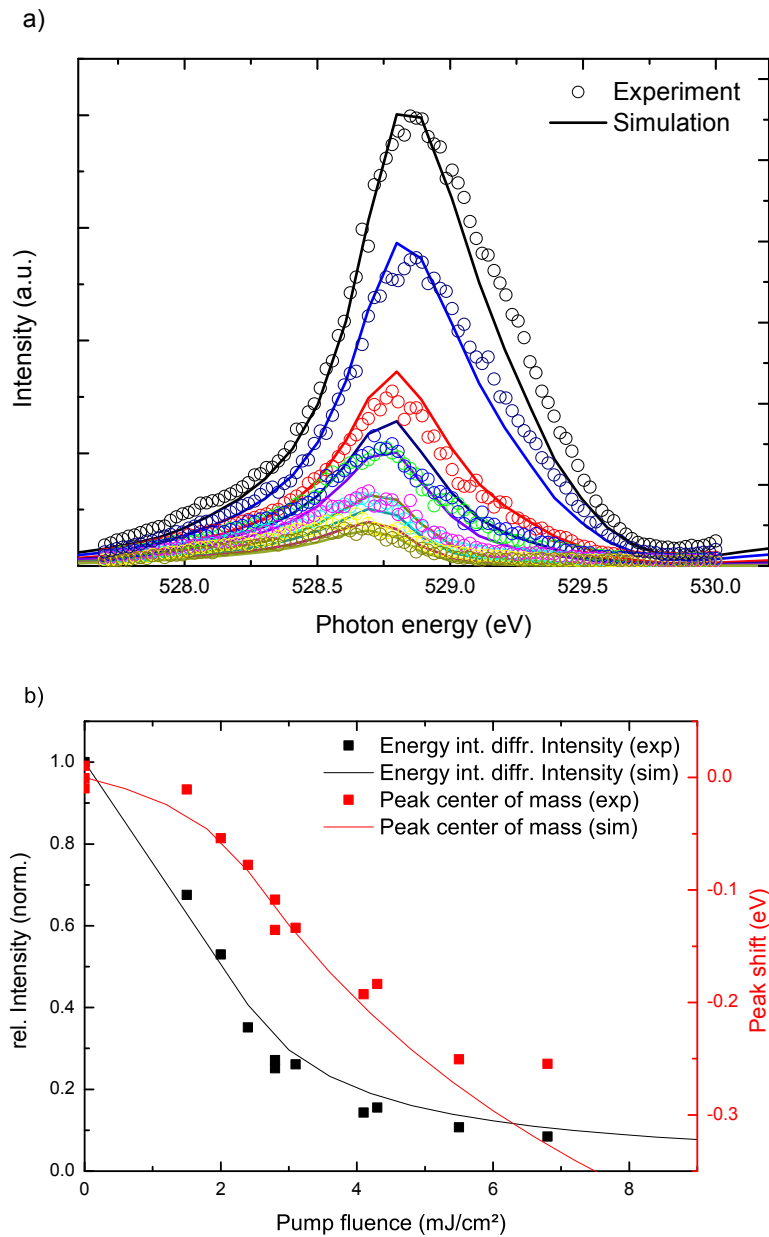 a)
Experiment
Simulation
Intensity (a.u.)
528.0 528.5 529.0 529.5 530.0
Photon energy (eV)
b)
Energy int. diffr. Intensity (exp)
Energy int. diffr. Intensity (sim)
Peak center of mass (exp)
Peak center of mass (sim)
rel. Intensity (norm.)
1.0
0.8
0.6
0.4
0.2
0.0
0.0
-0.1
-0.2
-0.3
Peak shift (eV)
0 2 4 6 8
Pump fluence (mJ/cm²)